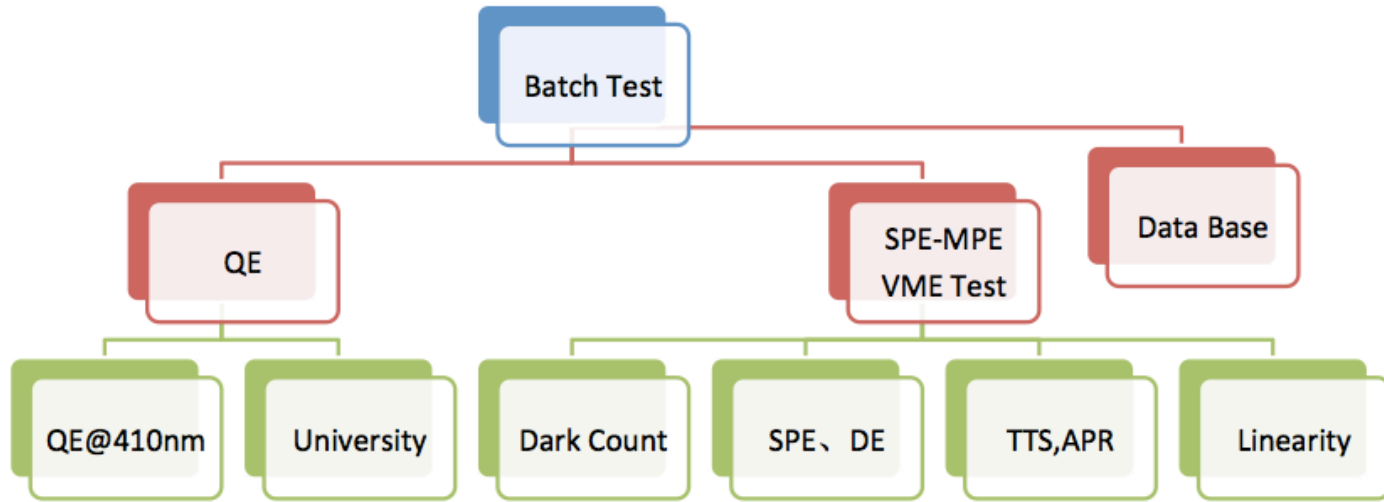 Batch Test
QE
SPE-MPE
VME Test
Data Base
QE@410nm
University
Dark Count
SPE、DE
TTS,APR
Linearity